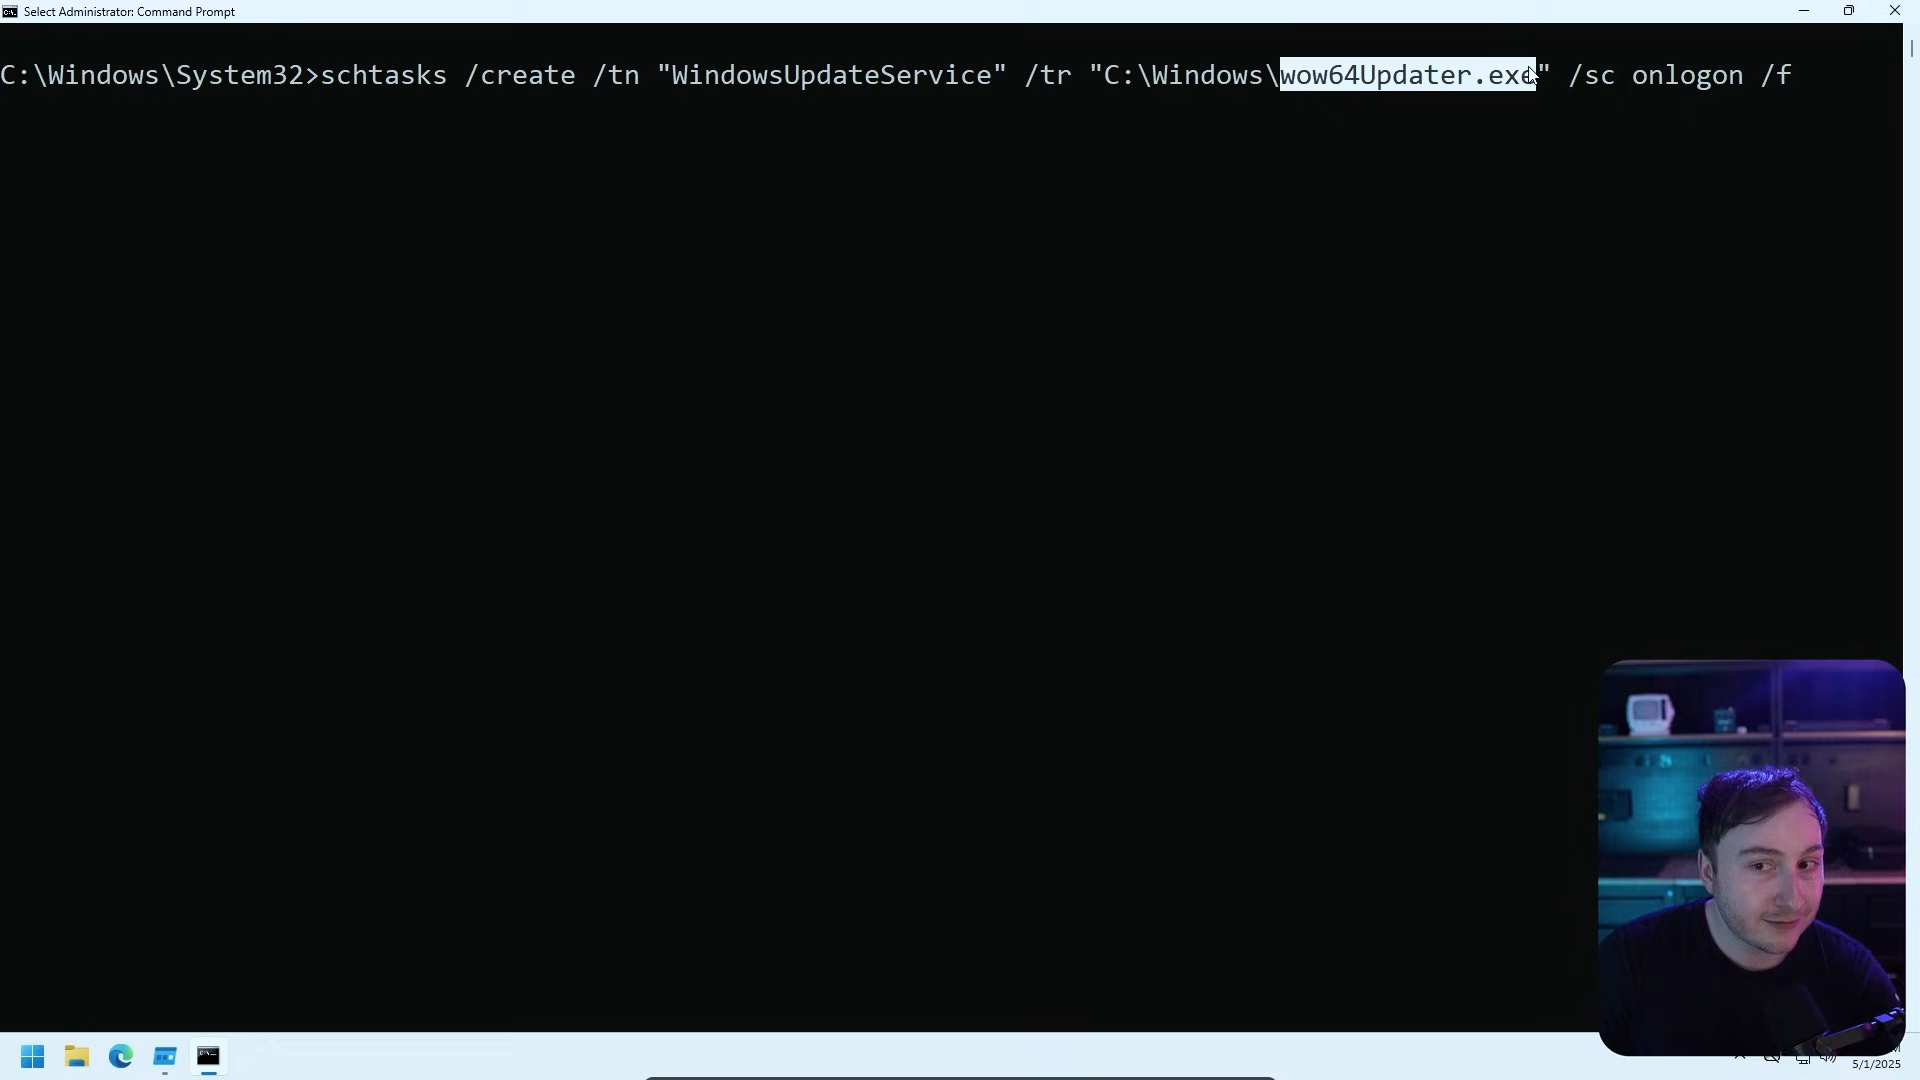 Select Administrator: Command Prompt
C:\Windows\System32>schtasks /create /tn "WindowsUpdateService" /tr "C:\Windows\wow64Updater.exe" /sc onlogon /f
5/1/2025